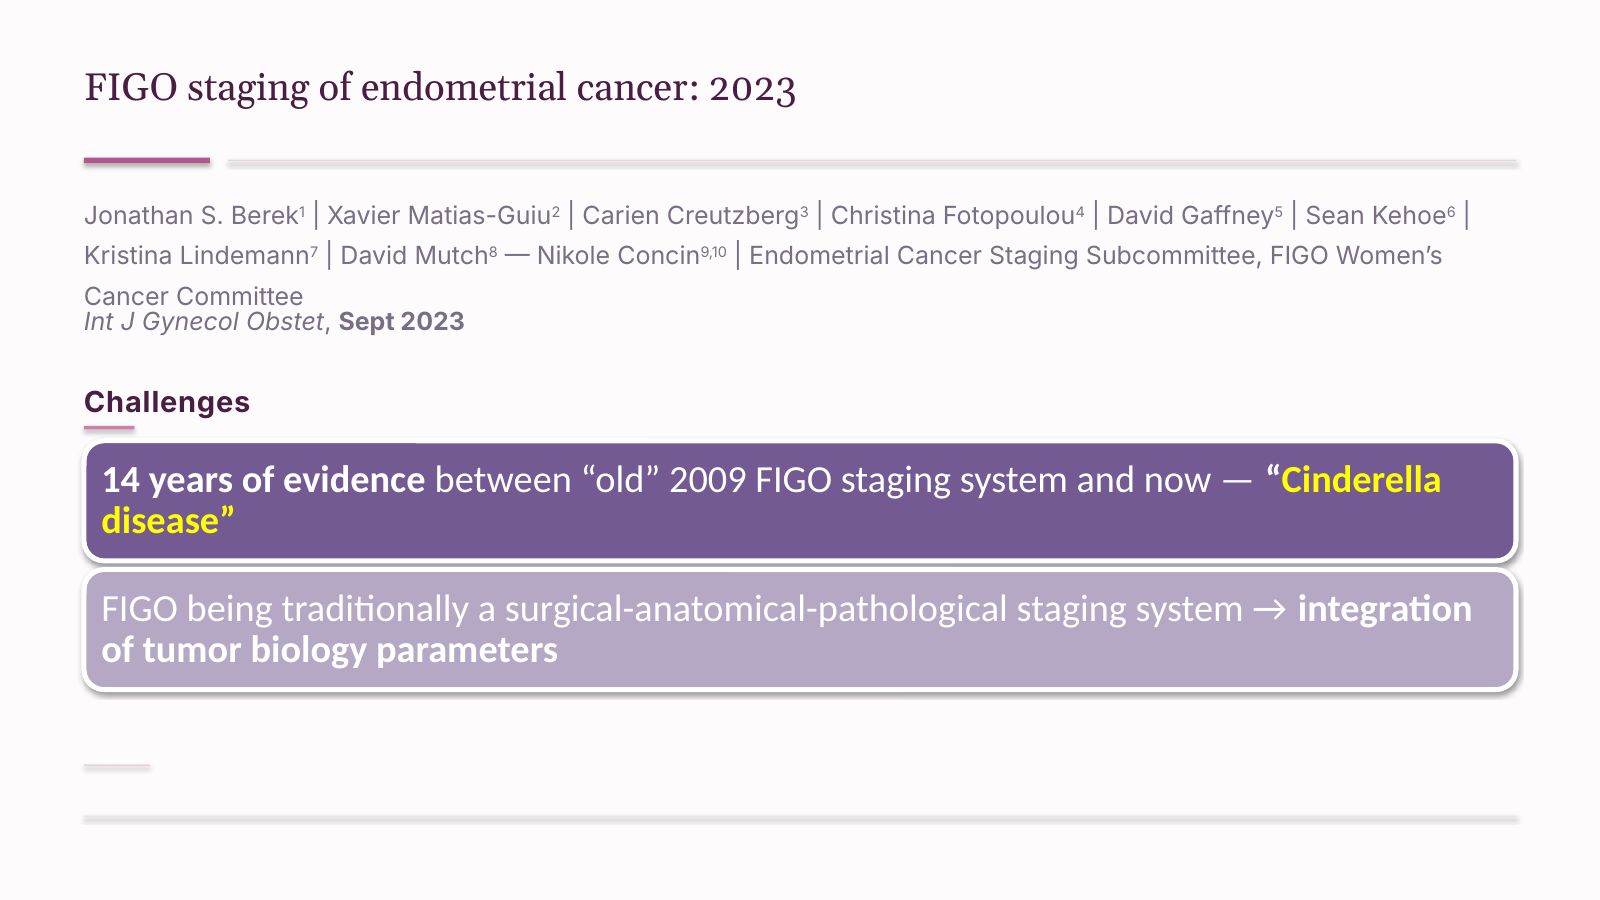 FIGO staging of endometrial cancer: 2023
Jonathan S. Berek¹ | Xavier Matias-Guiu² | Carien Creutzberg³ | Christina Fotopoulou⁴ | David Gaffney⁵ | Sean Kehoe⁶ |
Kristina Lindemann⁷ | David Mutch⁸ — Nikole Concin⁹,¹⁰ | Endometrial Cancer Staging Subcommittee, FIGO Women’s
Cancer Committee
Int J Gynecol Obstet, Sept 2023
Challenges
14 years of evidence between “old” 2009 FIGO staging system and now — “Cinderella
disease”
FIGO being traditionally a surgical-anatomical-pathological staging system → integration
of tumor biology parameters